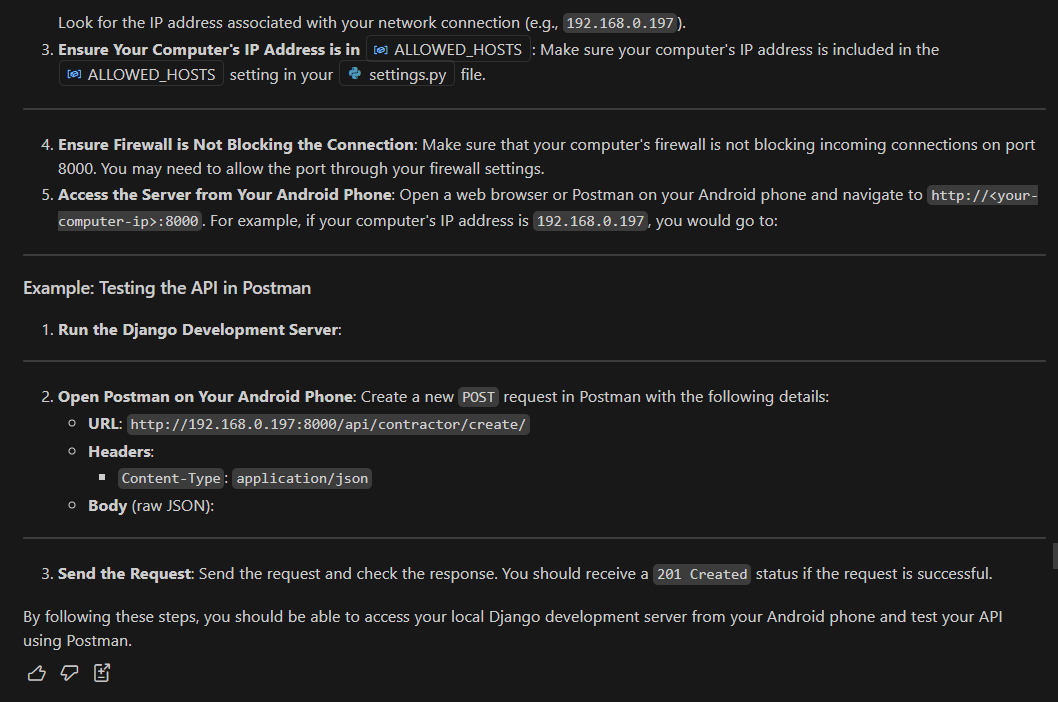 Look for the IP address associated with your network connection (e.g., 192.168.0.197).
3. Ensure Your Computer's IP Address is in ALLOWED_HOSTS: Make sure your computer's IP address is included in the
ALLOWED_HOSTS setting in your settings.py file.
4. Ensure Firewall is Not Blocking the Connection: Make sure that your computer's firewall is not blocking incoming connections on port
8000. You may need to allow the port through your firewall settings.
5. Access the Server from Your Android Phone: Open a web browser or Postman on your Android phone and navigate to http://<your-
computer-ip>:8000. For example, if your computer's IP address is 192.168.0.197, you would go to:
Example: Testing the API in Postman
1. Run the Django Development Server:
2. Open Postman on Your Android Phone: Create a new POST request in Postman with the following details:
URL: http://192.168.0.197:8000/api/contractor/create/
Headers:
Content-Type: application/json
Body (raw JSON):
3. Send the Request: Send the request and check the response. You should receive a 201 Created status if the request is successful.
By following these steps, you should be able to access your local Django development server from your Android phone and test your API
using Postman.